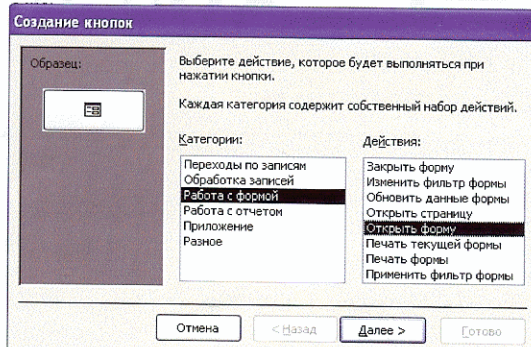 Создание кнопок
Образец:
Выберите действие, которое будет выполняться при
нажатии кнопки.
Каждая категория содержит собственный набор действий.
Категории:
Переходы по записям
Обработка записей
Работа с формой
Работа с отчетом
Приложение
Разное
Действия:
Закрыть форму
Изменить фильтр формы
Обновить данные формы
Открыть страницу
Открыть форму
Печать текущей формы
Печать формы
Применить фильтр формы
Отмена
< Назад
Далее >
Готово